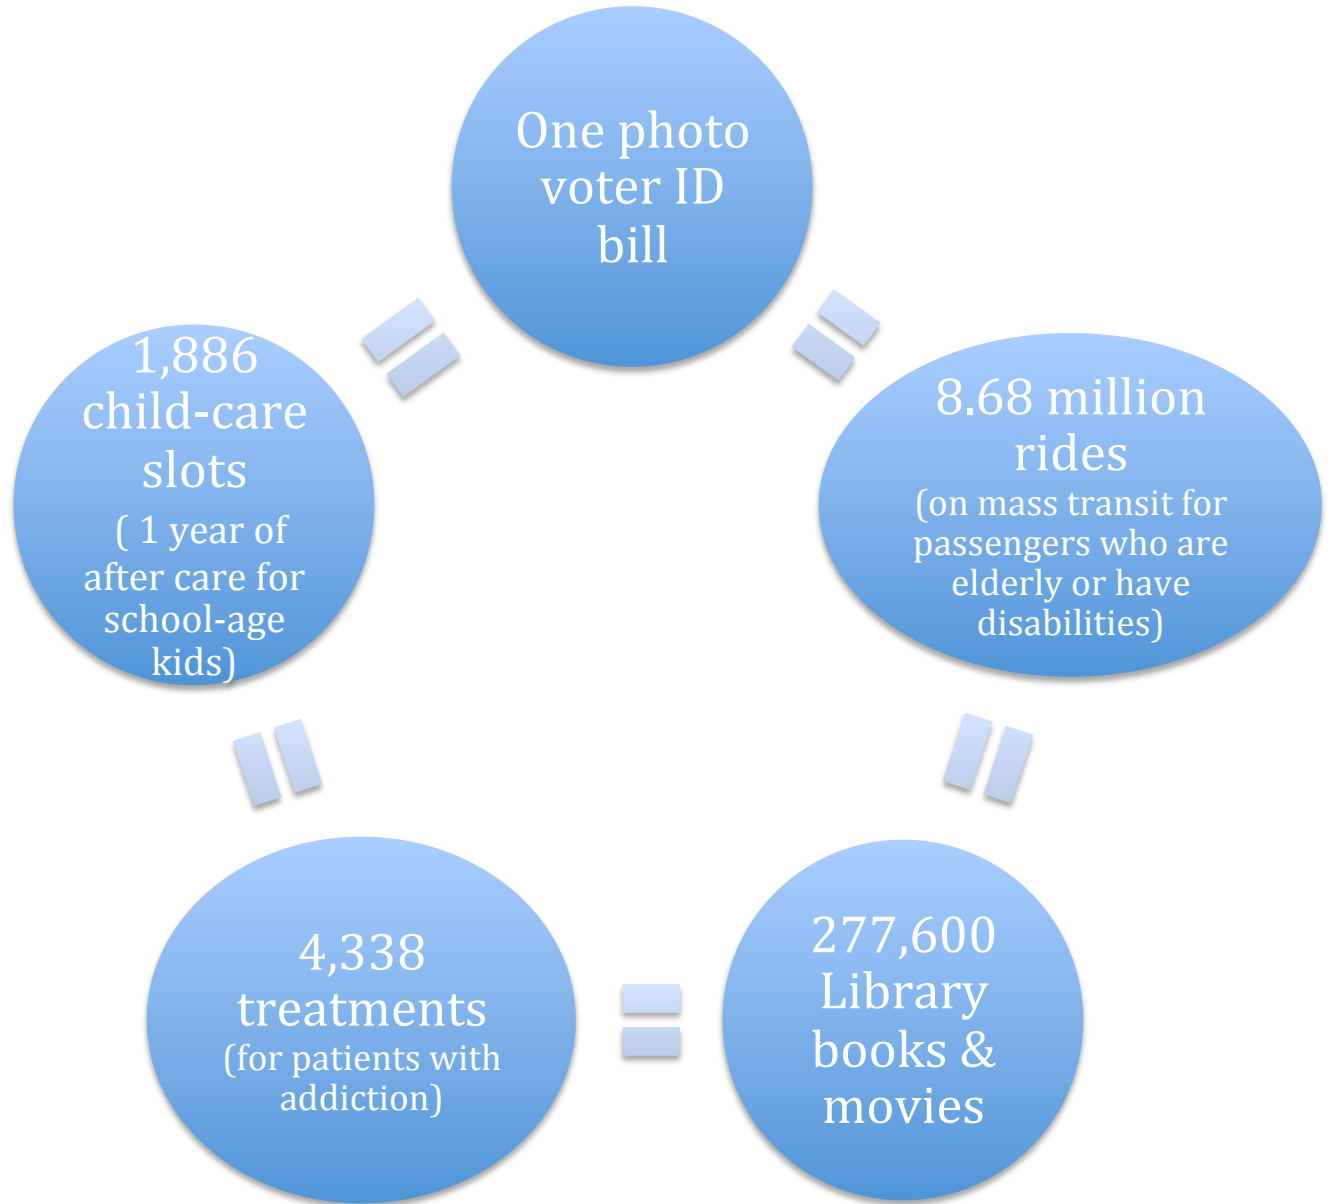 One photo
voter ID
bill
8.68 million
rides
(on mass transit for
passengers who are
elderly or have
disabilities)
277,600
Library
books &
movies
4,338
treatments
(for patients with
addiction)
1,886
child-care
slots
( 1 year of
after care for
school-age
kids)